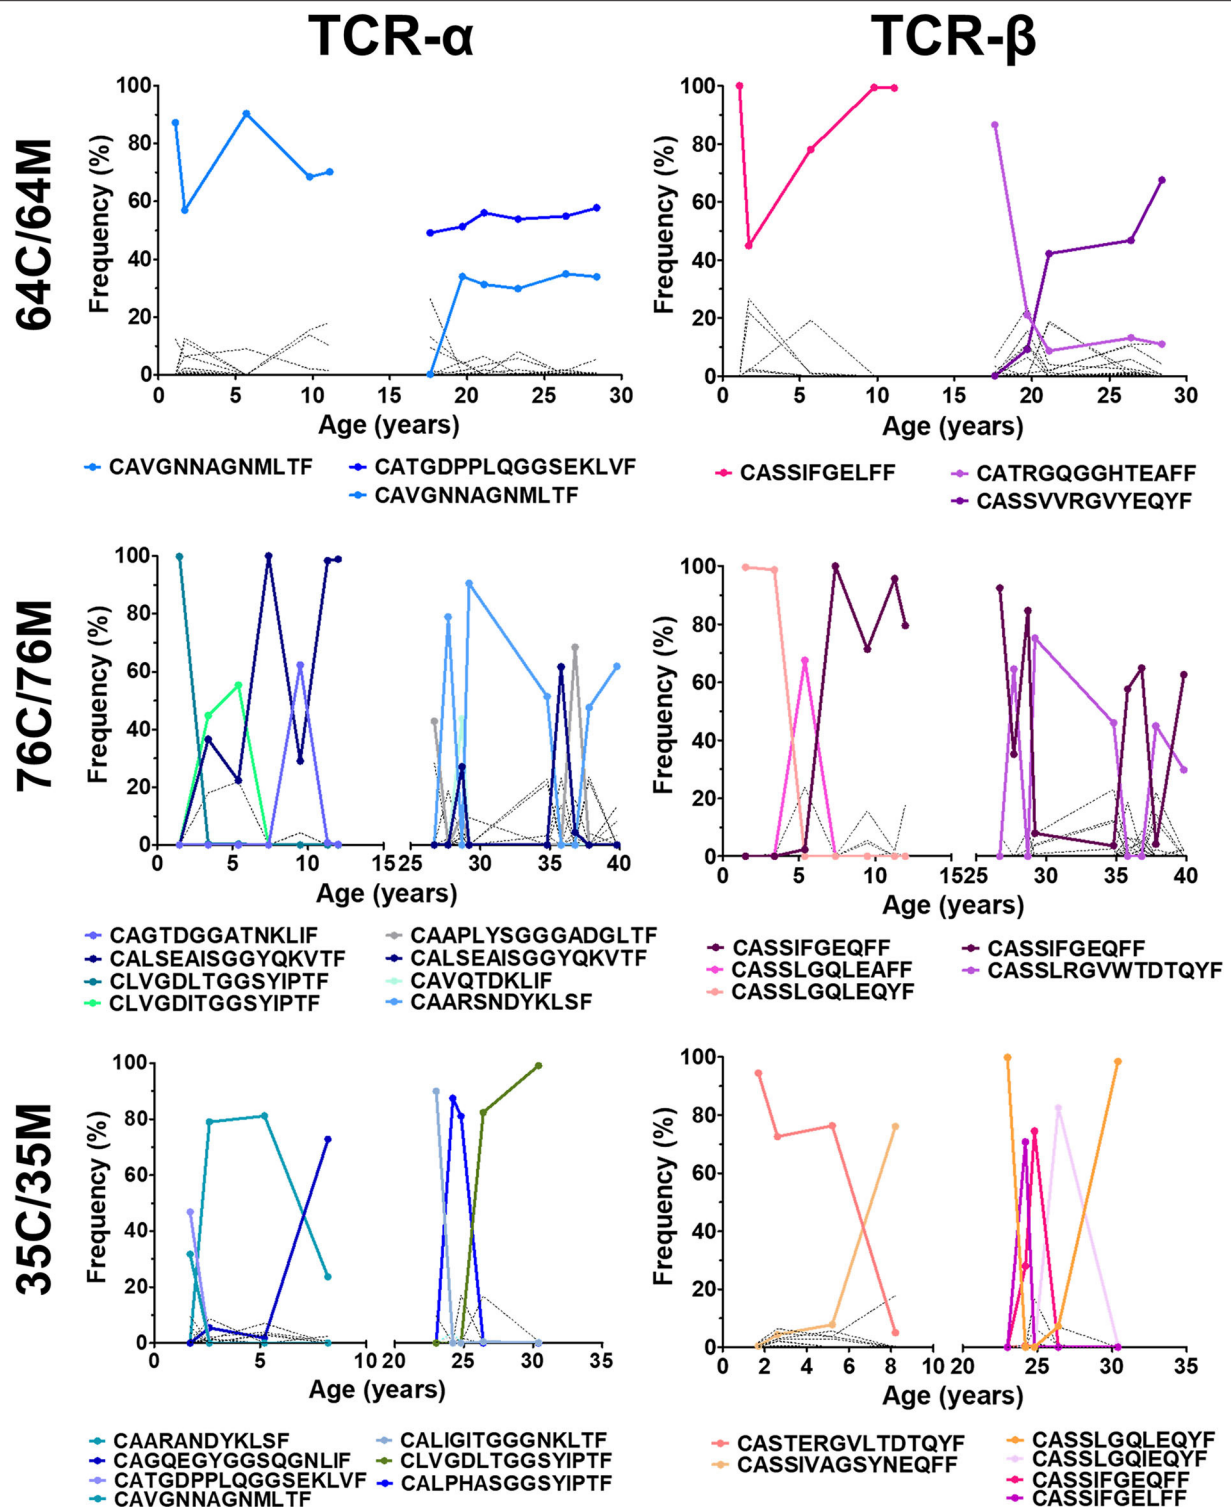 TCR-α
TCR-β
64C/64M
Frequency (%)
100
80
60
40
20
0
0 5 10 15 20 25 30
Age (years)
CAVGNNAGNMLTF
CATGDPPLQGGSEKLVF
CAVGNNAGNMLTF
Frequency (%)
100
80
60
40
20
0
0 5 10 15 20 25 30
Age (years)
CASSIFGELFF
CATRGQGGHTEAFF
CASSVVRGVYEQYF
76C/76M
Frequency (%)
100
80
60
40
20
0
0 5 10 15 25 30 35 40
Age (years)
CAGTDGGATNKLIF
CALSEAISGGYQKVTF
CLVGDLTGGSYIPTF
CLVGDITGGSYIPTF
CAAPLYSGGGADGLTF
CALSEAISGGYQKVTF
CAVQTDKLIF
CAARSNDYKLSF
Frequency (%)
100
80
60
40
20
0
0 5 10 15 25 30 35 40
Age (years)
CASSIFGEQFF
CASSLGQLEAFF
CASSLGQLEQYF
CASSIFGEQFF
CASSLRGVWTDTQYF
35C/35M
Frequency (%)
100
80
60
40
20
0
0 5 10 20 25 30 35
Age (years)
CAARANDYKLSF
CAGQEGYGGSQGNLIF
CATGDPPLQGGSEKLVF
CAVGNNAGNMLTF
CALIGITGGGNKLTF
CLVGDLTGGSYIPTF
CALPHASGGSYIPTF
Frequency (%)
100
80
60
40
20
0
0 2 4 6 8 10 20 25 30 35
Age (years)
CASTERGVLTDTQYF
CASSIVAGSYNEQFF
CASSLGQLEQYF
CASSLGQIEQYF
CASSIFGEQFF
CASSIFGELFF